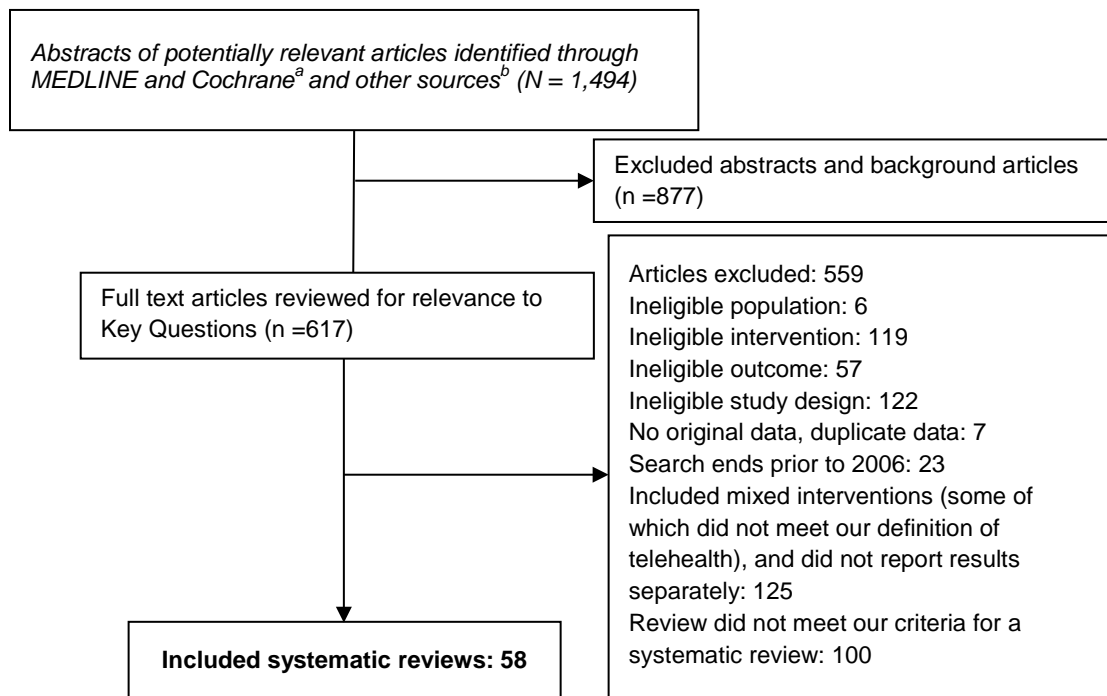 Abstracts of potentially relevant articles identified through
MEDLINE and Cochraneᵃ and other sourcesᵇ (N = 1,494)
Excluded abstracts and background articles
(n =877)
Full text articles reviewed for relevance to
Key Questions (n =617)
Articles excluded: 559
Ineligible population: 6
Ineligible intervention: 119
Ineligible outcome: 57
Ineligible study design: 122
No original data, duplicate data: 7
Search ends prior to 2006: 23
Included mixed interventions (some of
which did not meet our definition of
telehealth), and did not report results
separately: 125
Review did not meet our criteria for a
systematic review: 100
Included systematic reviews: 58